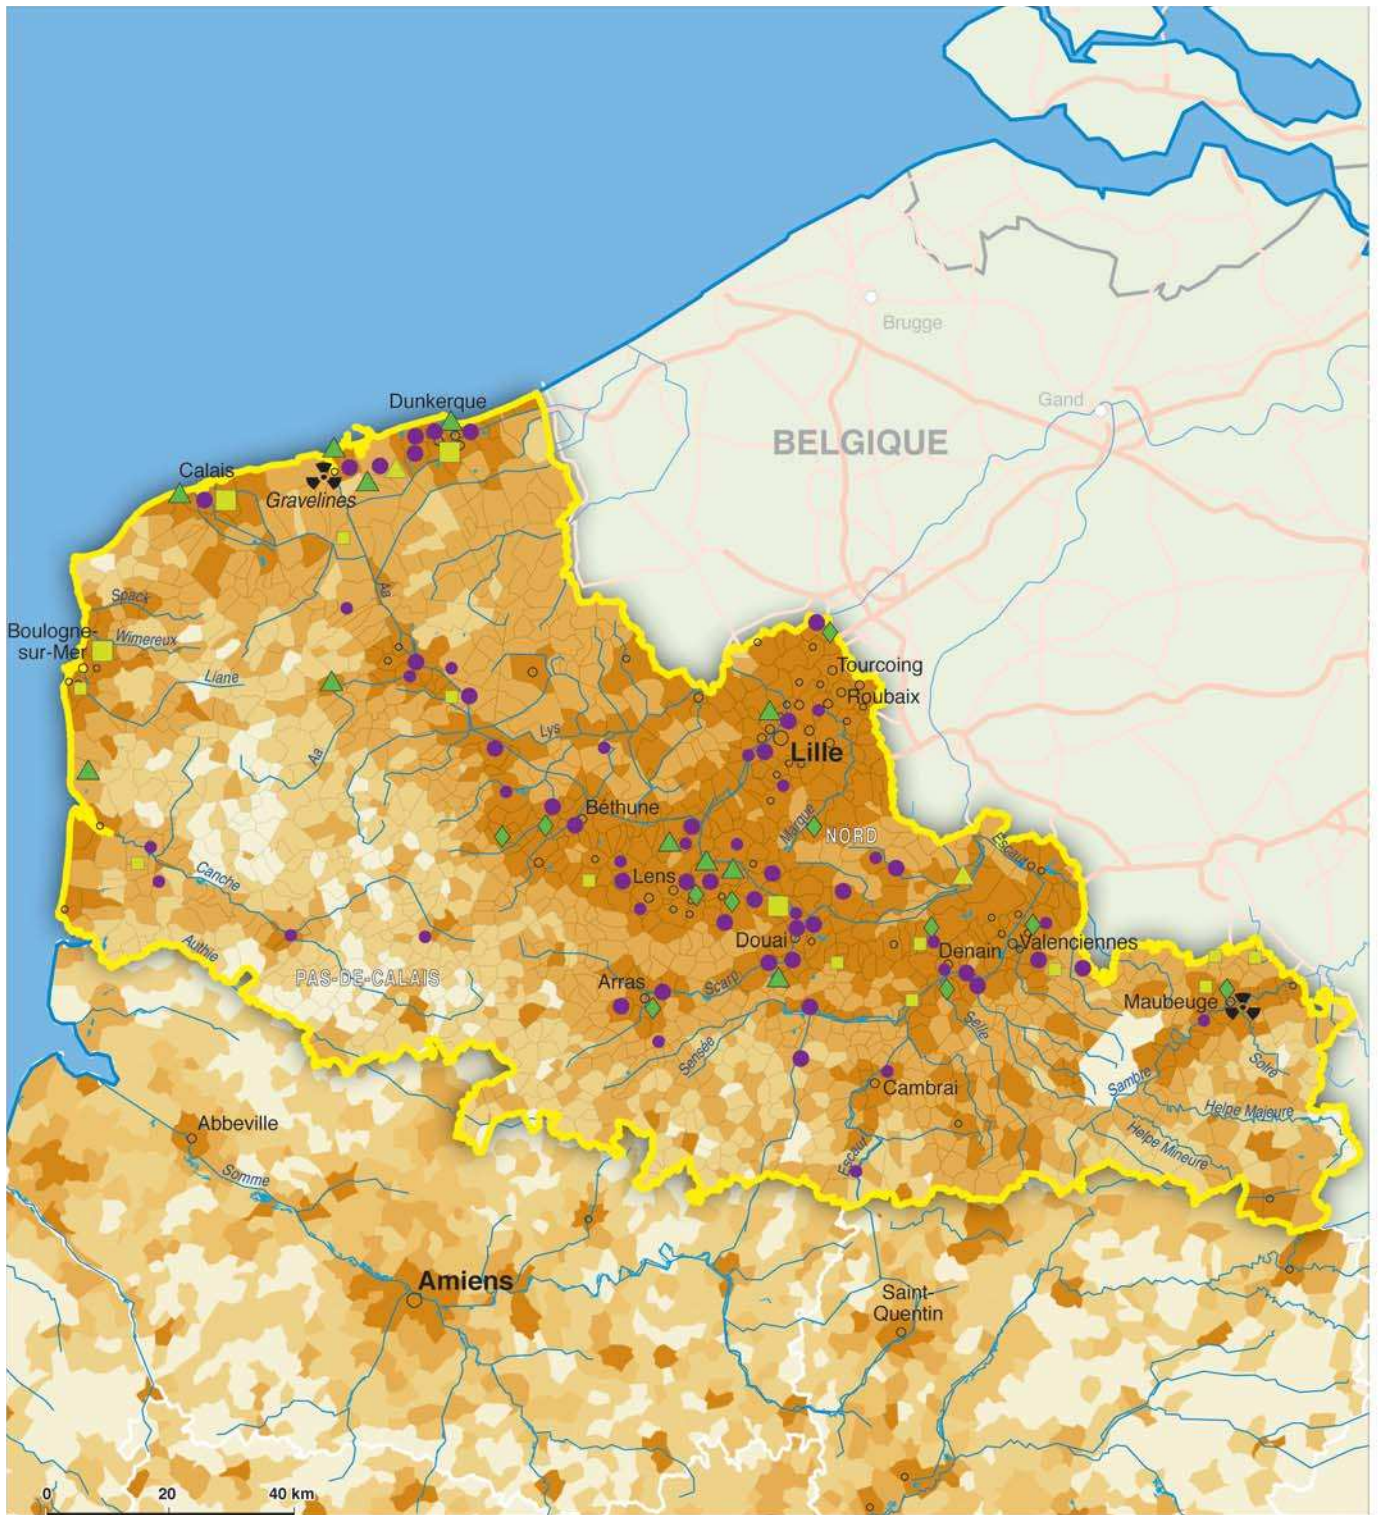 Brugge
Gand
Dunkerque
BELGIQUE
Calais
Gravelines
Aa
Spack
Boulogne-
sur-Mer
Wimereux
Liane
Tourcoing
Roubaix
Lys
Lille
Aa
Béthune
Marque
NORD
Escaut
Canche
Lens
Douai
Denain
Valenciennes
Authie
PAS-DE-CALAIS
Arras
Scarp
Maubeuge
Selle
Sensée
Solre
Sambre
Cambrai
Helpe Majeure
Helpe Mineure
Abbeville
Escaut
Somme
Amiens
Saint-
Quentin
0 20 40 km